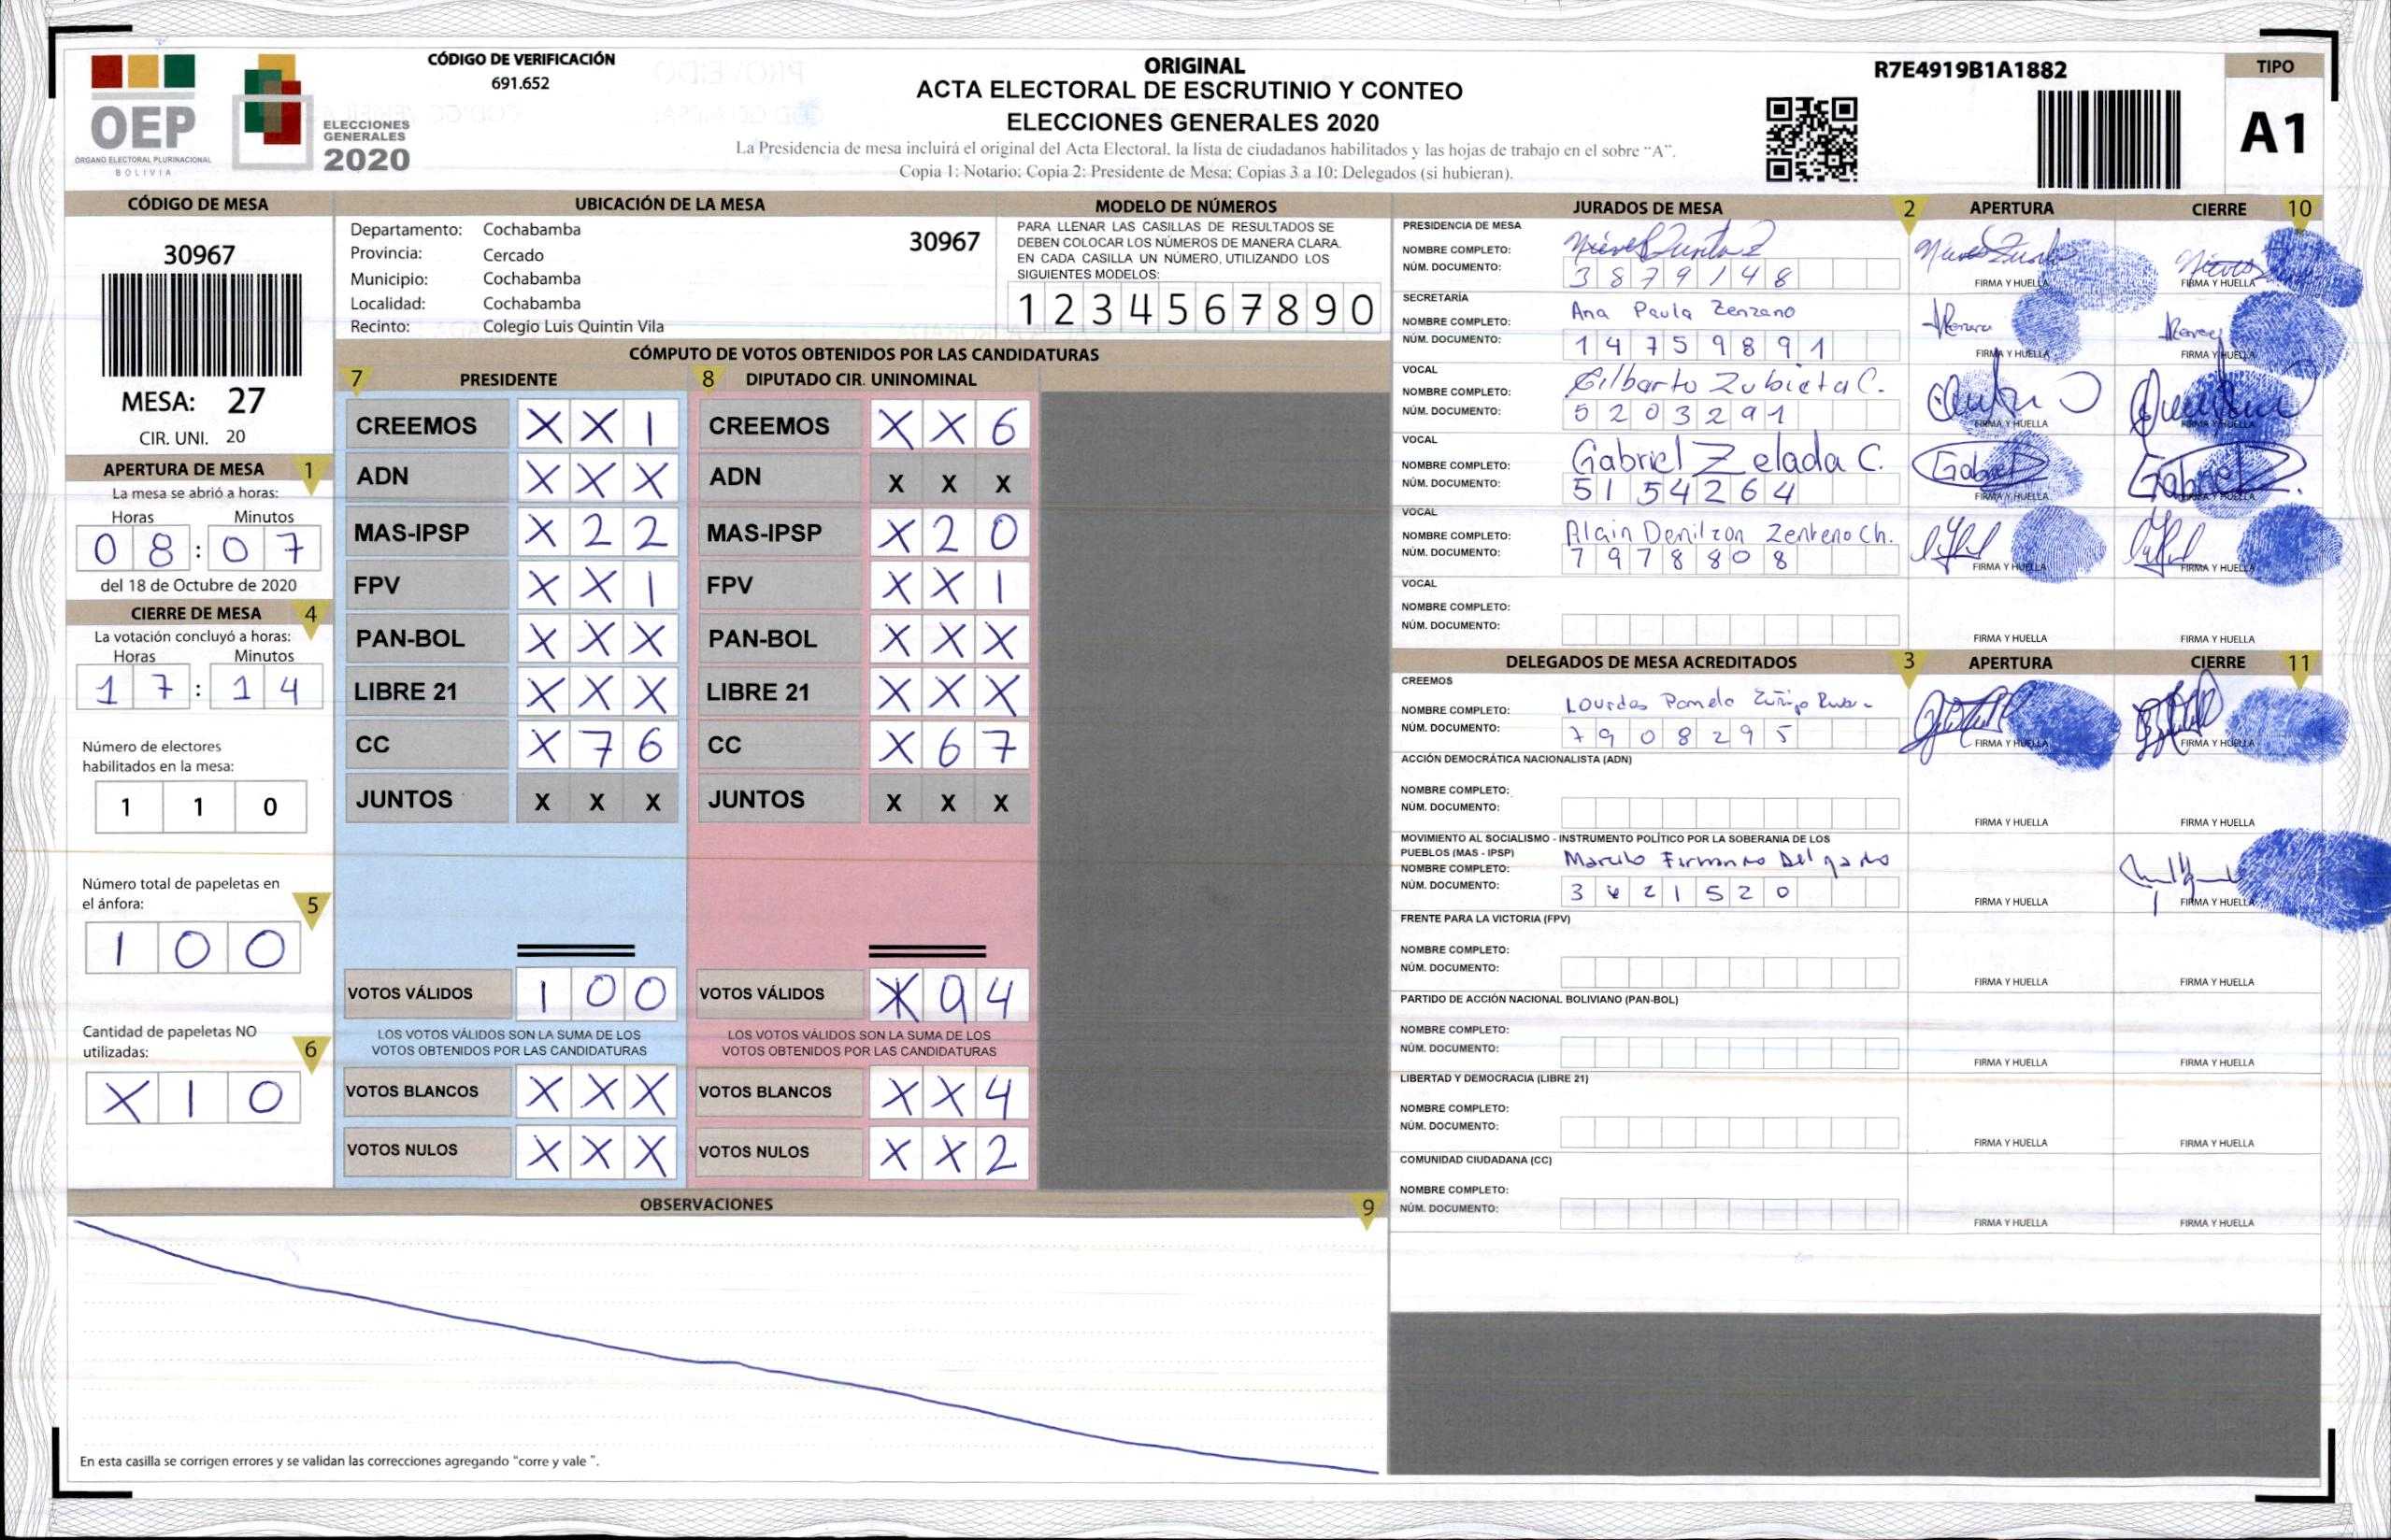 OEP
ÓRGANO ELECTORAL PLURINACIONAL
BOLIVIA
ELECCIONES
GENERALES
2020
CÓDIGO DE VERIFICACIÓN
691.652
ORIGINAL
ACTA ELECTORAL DE ESCRUTINIO Y CONTEO
ELECCIONES GENERALES 2020
La Presidencia de mesa incluirá el original del Acta Electoral, la lista de ciudadanos habilitados y las hojas de trabajo en el sobre “A”.
Copia 1: Notario; Copia 2: Presidente de Mesa; Copias 3 a 10: Delegados (si hubieran).
R7E4919B1A1882
TIPO
A1
CÓDIGO DE MESA
30967
MESA: 27
CIR. UNI. 20
APERTURA DE MESA 1
La mesa se abrió a horas:
Horas Minutos
0 8 : 0 7
del 18 de Octubre de 2020
CIERRE DE MESA 4
La votación concluyó a horas:
Horas Minutos
1 7 : 1 4
Número de electores
habilitados en la mesa:
1 1 0
Número total de papeletas en
el ánfora: 5
1 0 0
Cantidad de papeletas NO
utilizadas: 6
X 1 0
UBICACIÓN DE LA MESA
Departamento: Cochabamba
30967
Provincia: Cercado
Municipio: Cochabamba
Localidad: Cochabamba
Recinto: Colegio Luis Quintin Vila
MODELO DE NÚMEROS
PARA LLENAR LAS CASILLAS DE RESULTADOS SE
DEBEN COLOCAR LOS NÚMEROS DE MANERA CLARA.
EN CADA CASILLA UN NÚMERO, UTILIZANDO LOS
SIGUIENTES MODELOS:
1 2 3 4 5 6 7 8 9 0
CÓMPUTO DE VOTOS OBTENIDOS POR LAS CANDIDATURAS
7 PRESIDENTE 8 DIPUTADO CIR. UNINOMINAL
CREEMOS X X 1 CREEMOS X X 6
ADN X X X ADN X X X
MAS-IPSP X 2 2 MAS-IPSP X 2 0
FPV X X 1 FPV X X 1
PAN-BOL X X X PAN-BOL X X X
LIBRE 21 X X X LIBRE 21 X X X
CC X 7 6 CC X 6 7
JUNTOS X X X JUNTOS X X X
VOTOS VÁLIDOS 1 0 0 VOTOS VÁLIDOS X 9 4
LOS VOTOS VÁLIDOS SON LA SUMA DE LOS LOS VOTOS VÁLIDOS SON LA SUMA DE LOS
VOTOS OBTENIDOS POR LAS CANDIDATURAS VOTOS OBTENIDOS POR LAS CANDIDATURAS
VOTOS BLANCOS X X X VOTOS BLANCOS X X 4
VOTOS NULOS X X X VOTOS NULOS X X 2
OBSERVACIONES 9
En esta casilla se corrigen errores y se validan las correcciones agregando “corre y vale ”.
JURADOS DE MESA 2 APERTURA CIERRE 10
PRESIDENCIA DE MESA
NOMBRE COMPLETO:
NÚM. DOCUMENTO: 3 8 7 9 1 4 8
FIRMA Y HUELLA FIRMA Y HUELLA
SECRETARÍA
NOMBRE COMPLETO: Ana Paula Zenzano
NÚM. DOCUMENTO: 1 4 7 5 9 8 9 1
FIRMA Y HUELLA FIRMA Y HUELLA
VOCAL
NOMBRE COMPLETO: Gilberto Zubieta C.
NÚM. DOCUMENTO: 5 2 0 3 2 9 1
FIRMA Y HUELLA FIRMA Y HUELLA
VOCAL
NOMBRE COMPLETO: Gabriel Zelada C.
NÚM. DOCUMENTO: 5 1 5 4 2 6 4
FIRMA Y HUELLA FIRMA Y HUELLA
VOCAL
NOMBRE COMPLETO: Alain Denilzon Zenteno Ch.
NÚM. DOCUMENTO: 7 9 7 8 8 0 8
FIRMA Y HUELLA FIRMA Y HUELLA
VOCAL
NOMBRE COMPLETO:
NÚM. DOCUMENTO:
FIRMA Y HUELLA FIRMA Y HUELLA
DELEGADOS DE MESA ACREDITADOS 3 APERTURA CIERRE 11
CREEMOS
NOMBRE COMPLETO: Lourdes Pamela Zuñiga
NÚM. DOCUMENTO: 7 9 0 8 2 9 5
FIRMA Y HUELLA FIRMA Y HUELLA
ACCIÓN DEMOCRÁTICA NACIONALISTA (ADN)
NOMBRE COMPLETO:
NÚM. DOCUMENTO:
FIRMA Y HUELLA FIRMA Y HUELLA
MOVIMIENTO AL SOCIALISMO - INSTRUMENTO POLÍTICO POR LA SOBERANIA DE LOS
PUEBLOS (MAS - IPSP)
NOMBRE COMPLETO: Delgado
NÚM. DOCUMENTO: 3 4 2 1 5 2 0
FIRMA Y HUELLA FIRMA Y HUELLA
FRENTE PARA LA VICTORIA (FPV)
NOMBRE COMPLETO:
NÚM. DOCUMENTO:
FIRMA Y HUELLA FIRMA Y HUELLA
PARTIDO DE ACCIÓN NACIONAL BOLIVIANO (PAN-BOL)
NOMBRE COMPLETO:
NÚM. DOCUMENTO:
FIRMA Y HUELLA FIRMA Y HUELLA
LIBERTAD Y DEMOCRACIA (LIBRE 21)
NOMBRE COMPLETO:
NÚM. DOCUMENTO:
FIRMA Y HUELLA FIRMA Y HUELLA
COMUNIDAD CIUDADANA (CC)
NOMBRE COMPLETO:
NÚM. DOCUMENTO:
FIRMA Y HUELLA FIRMA Y HUELLA